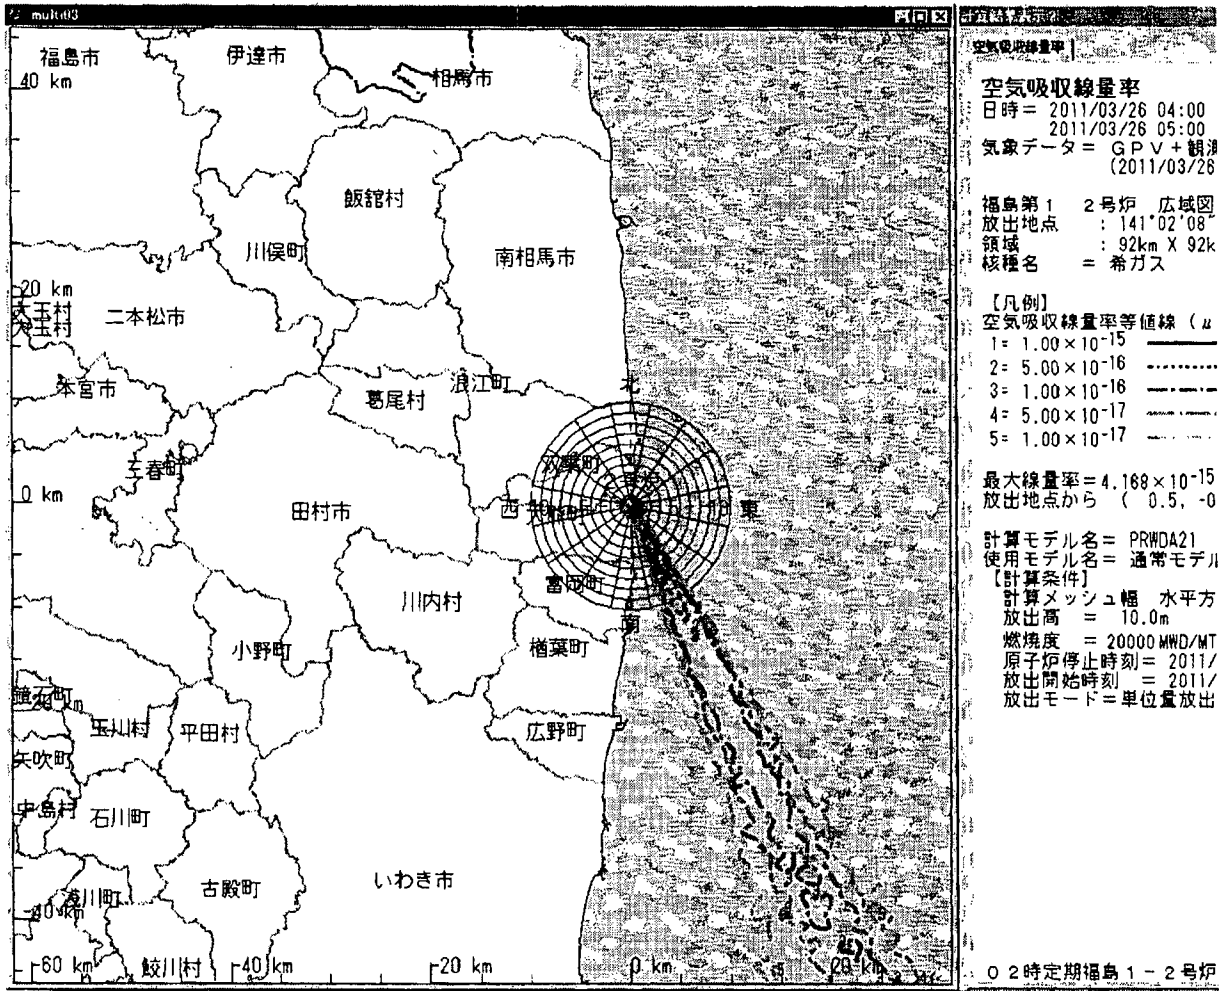 multi03
福島市
伊達市
相馬市
40 km
飯舘村
川俣町
南相馬市
20 km
大玉村
大玉村
二本松市
本宮市
浪江町
北
葛尾村
三春町
双葉町
0 km
田村市
西
東
富岡町
川内村
南
小野町
楢葉町
鏡石町
玉川村
平田村
広野町
矢吹町
中島村
石川町
いわき市
浅川町
古殿町
-40 km
鮫川村
-60 km
-40 km
-20 km
0 km
20 km
計算結果表示
空気吸収線量率
空気吸収線量率
日時= 2011/03/26 04:00
2011/03/26 05:00
気象データ= GPV+観測
(2011/03/26
福島第1 2号炉 広域図
放出地点 : 141°02'08"
領域 : 92km X 92k
核種名 = 希ガス
【凡例】
空気吸収線量率等値線 (μ
1= 1.00×10⁻¹⁵
2= 5.00×10⁻¹⁶
3= 1.00×10⁻¹⁶
4= 5.00×10⁻¹⁷
5= 1.00×10⁻¹⁷
最大線量率=4.168×10⁻¹⁵
放出地点から ( 0.5, -0
計算モデル名= PRWDA21
使用モデル名= 通常モデル
【計算条件】
計算メッシュ幅 水平方
放出高 = 10.0m
燃焼度 = 20000MWD/MT
原子炉停止時刻= 2011/
放出開始時刻 = 2011/
放出モード=単位量放出
02時定期福島1-2号炉